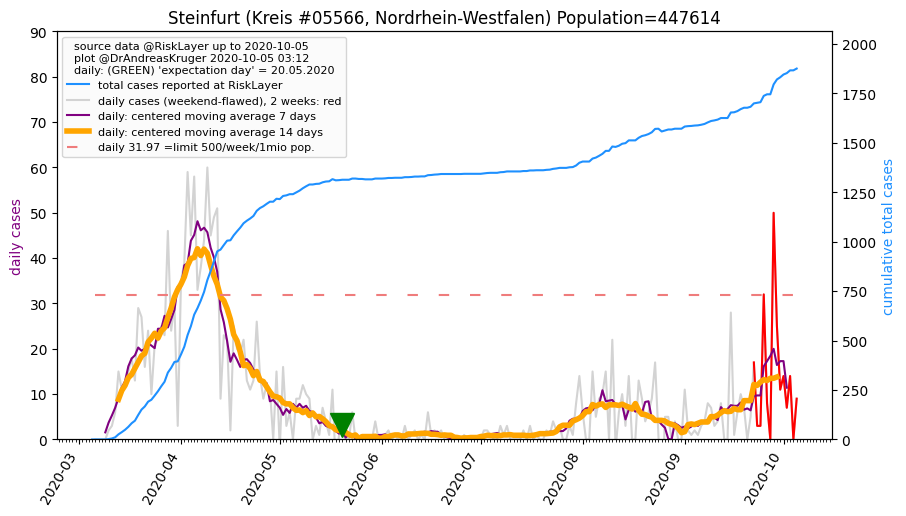 Steinfurt (Kreis #05566, Nordrhein-Westfalen) Population=447614
source data @RiskLayer up to 2020-10-05
plot @DrAndreasKruger 2020-10-05 03:12
daily: (GREEN) 'expectation day' = 20.05.2020
total cases reported at RiskLayer
daily cases (weekend-flawed), 2 weeks: red
daily: centered moving average 7 days
daily: centered moving average 14 days
daily 31.97 =limit 500/week/1mio pop.
daily cases
90
80
70
60
50
40
30
20
10
0
cumulative total cases
2000
1750
1500
1250
1000
750
500
250
0
2020-03
2020-04
2020-05
2020-06
2020-07
2020-08
2020-09
2020-10